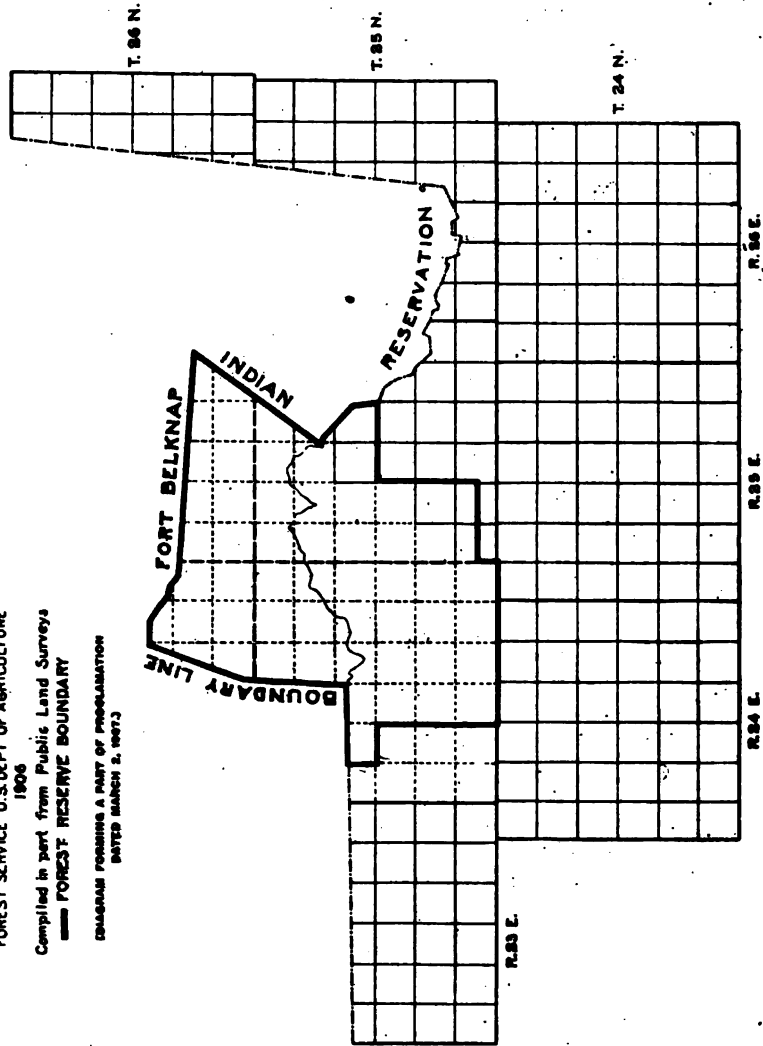 FOREST SERVICE U.S. DEPT OF AGRICULTURE
1906
Compiled in part from Public Land Surveys
FOREST RESERVE BOUNDARY
[DIAGRAM FORMING A PART OF PROCLAMATION
DATED MARCH 2, 1907.]
T. 26 N.
T. 25 N.
T. 24 N.
FORT BELKNAP
INDIAN
RESERVATION
BOUNDARY LINE
R.23 E.
R.24 E.
R.25 E.
R.26 E.